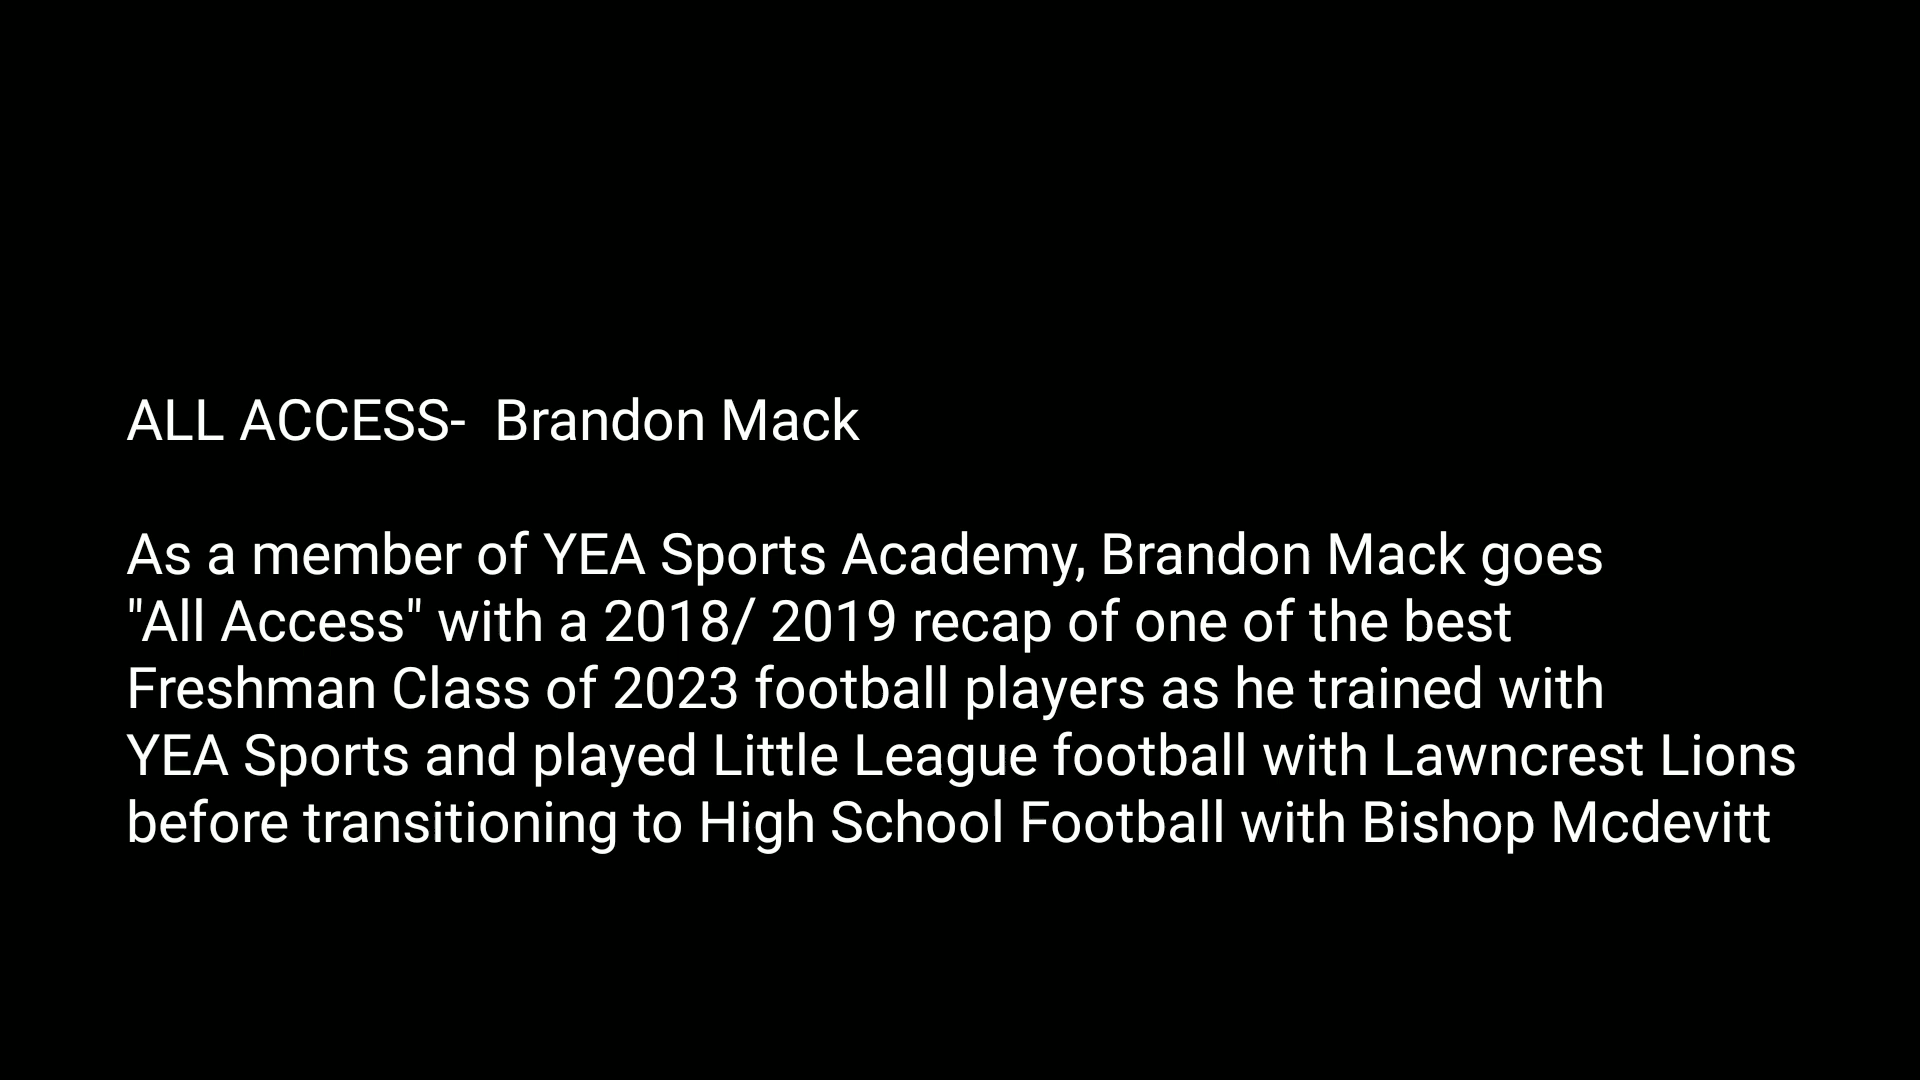 ALL ACCESS-  Brandon Mack
As a member of YEA Sports Academy, Brandon Mack goes
"All Access" with a 2018/ 2019 recap of one of the best
Freshman Class of 2023 football players as he trained with
YEA Sports and played Little League football with Lawncrest Lions
before transitioning to High School Football with Bishop Mcdevitt